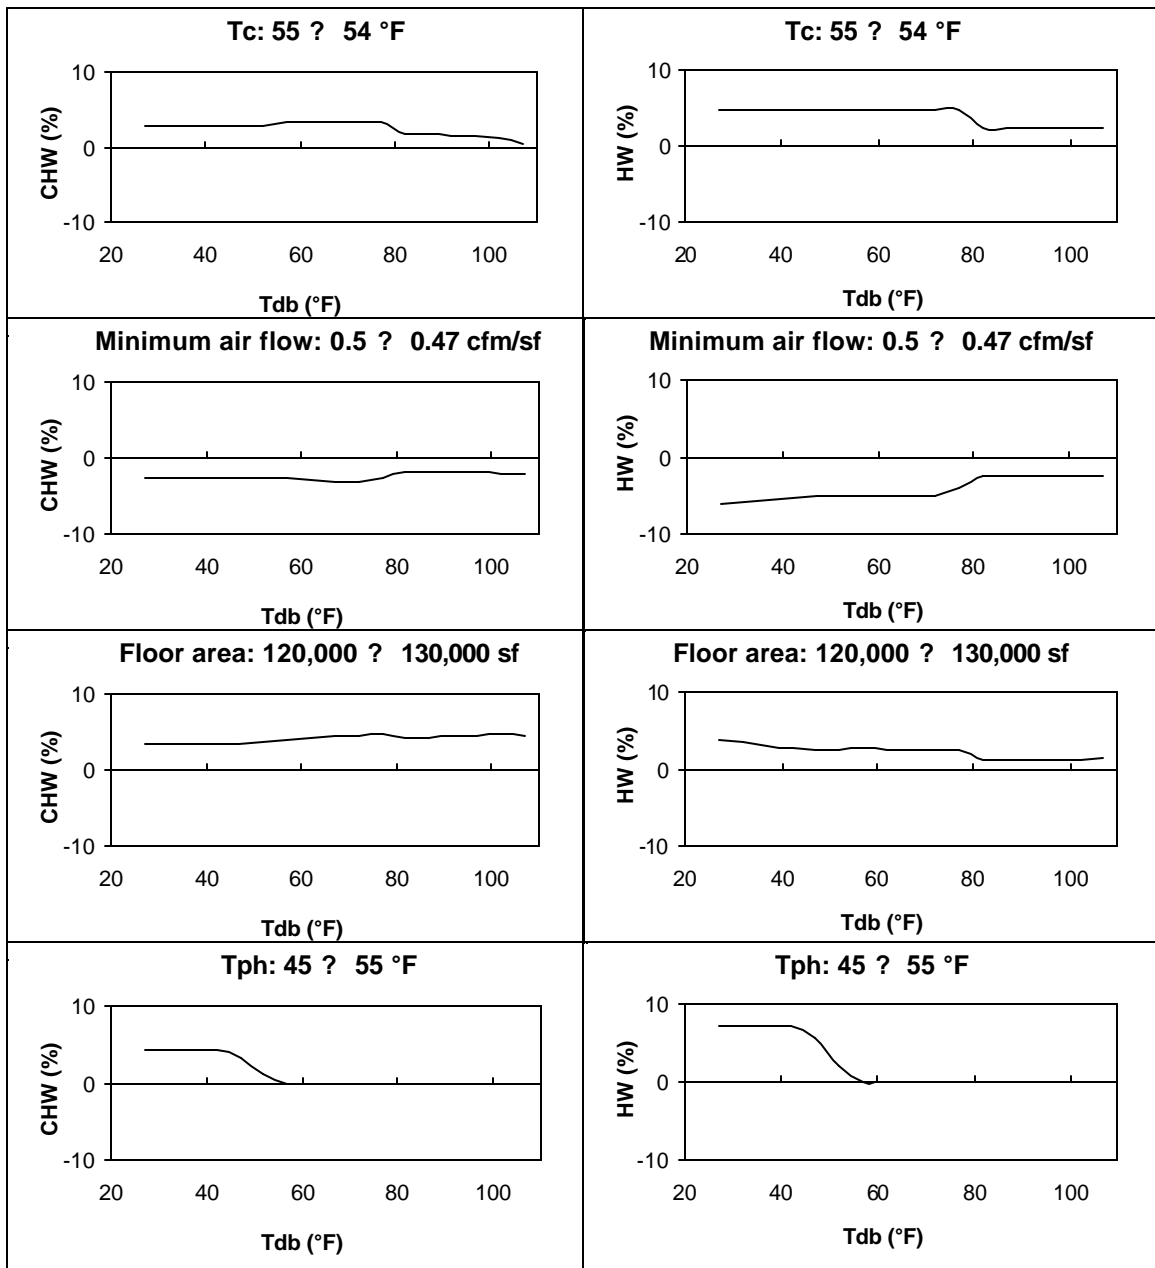 Tc: 55 ? 54 °F
10
0
-10
CHW (%)
20 40 60 80 100
Tdb (°F)
Tc: 55 ? 54 °F
10
0
-10
HW (%)
20 40 60 80 100
Tdb (°F)
Minimum air flow: 0.5 ? 0.47 cfm/sf
10
0
-10
CHW (%)
20 40 60 80 100
Tdb (°F)
Minimum air flow: 0.5 ? 0.47 cfm/sf
10
0
-10
HW (%)
20 40 60 80 100
Tdb (°F)
Floor area: 120,000 ? 130,000 sf
10
0
-10
CHW (%)
20 40 60 80 100
Tdb (°F)
Floor area: 120,000 ? 130,000 sf
10
0
-10
HW (%)
20 40 60 80 100
Tdb (°F)
Tph: 45 ? 55 °F
10
0
-10
CHW (%)
20 40 60 80 100
Tdb (°F)
Tph: 45 ? 55 °F
10
0
-10
HW (%)
20 40 60 80 100
Tdb (°F)